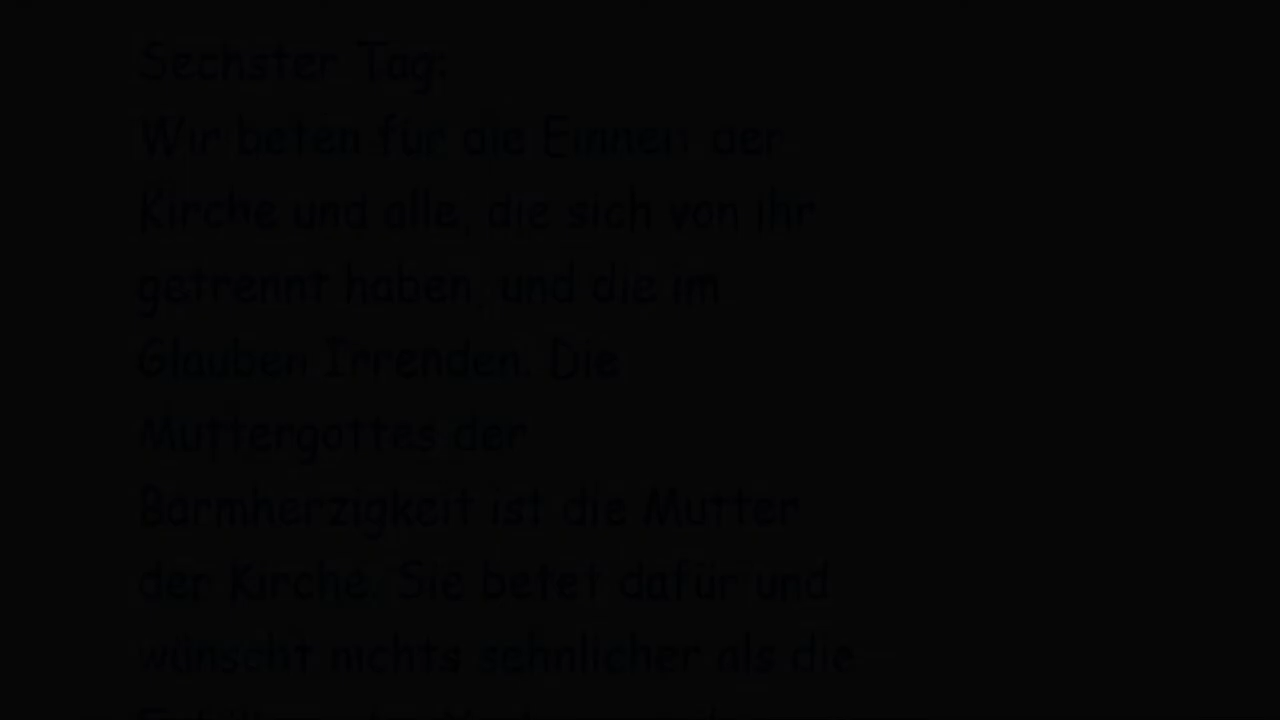 Sechster Tag:
Wir beten für die Einheit der
Kirche und alle, die sich von ihr
getrennt haben, und die im
Glauben Irrenden. Die
Muttergottes der
Barmherzigkeit ist die Mutter
der Kirche. Sie betet dafür und
wünscht nichts sehnlicher als die